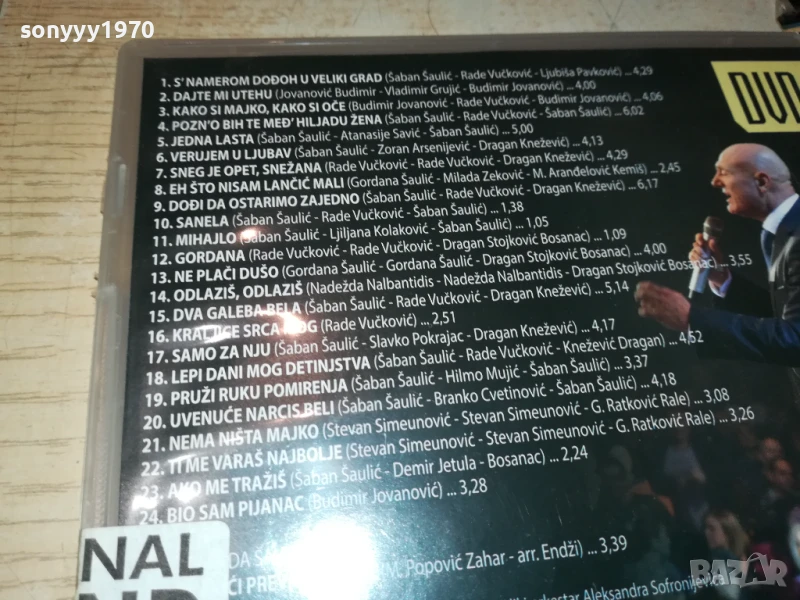 sonyyy1970
DVD
1. S' NAMEROM DOĐOH U VELIKI GRAD (Šaban Šaulić - Rade Vučković - Ljubiša Pavković) ...4,29
2. DAJTE MI UTEHU (Jovanović Budimir - Vladimir Grujić - Budimir Jovanović) ...4,00
3. KAKO SI MAJKO, KAKO SI OČE (Budimir Jovanović - Rade Vučković - Budimir Jovanović) ...4,06
4. POZN'O BIH TE MEĐ' HILJADU ŽENA (Šaban Šaulić - Rade Vučković - Šaban Šaulić) ...6,02
5. JEDNA LASTA (Šaban Šaulić - Atanasije Savić - Šaban Šaulić) ...5,00
6. VERUJEM U LJUBAV (Šaban Šaulić - Zoran Arsenijević - Dragan Knežević) ...4,13
7. SNEG JE OPET, SNEŽANA (Rade Vučković - Rade Vučković - Dragan Knežević) ...4,29
8. EH ŠTO NISAM LANČIĆ MALI (Gordana Šaulić - Milada Zeković - M. Aranđelović Kemiš) ...2,45
9. DOĐI DA OSTARIMO ZAJEDNO (Šaban Šaulić - Rade Vučković - Dragan Knežević) ...6,17
10. SANELA (Šaban Šaulić - Rade Vučković - Šaban Šaulić) ...1,38
11. MIHAJLO (Šaban Šaulić - Ljiljana Kolaković - Šaban Šaulić) ...1,05
12. GORDANA (Rade Vučković - Rade Vučković - Dragan Stojković Bosanac) ...1,09
13. NE PLAČI DUŠO (Gordana Šaulić - Gordana Šaulić - Dragan Stojković Bosanac) ...4,00
14. ODLAZIŠ, ODLAZIŠ (Nadežda Nalbantidis - Nadežda Nalbantidis - Dragan Stojković Bosanac) ...3,55
15. DVA GALEBA BELA (Šaban Šaulić - Rade Vučković - Dragan Knežević) ...5,14
16. KRALJICE SRCA MOG (Rade Vučković) ...2,51
17. SAMO ZA NJU (Šaban Šaulić - Slavko Pokrajac - Dragan Knežević) ...4,17
18. LEPI DANI MOG DETINJSTVA (Šaban Šaulić - Rade Vučković - Knežević Dragan) ...4,52
19. PRUŽI RUKU POMIRENJA (Šaban Šaulić - Hilmo Mujić - Šaban Šaulić) ...3,37
20. UVENUĆE NARCIS BELI (Šaban Šaulić - Branko Cvetinović - Šaban Šaulić) ...4,18
21. NEMA NIŠTA MAJKO (Stevan Simeunović - Stevan Simeunović - G. Ratković Rale) ...3,08
22. TI ME VARAŠ NAJBOLJE (Stevan Simeunović - Stevan Simeunović - G. Ratković Rale) ...3,26
23. AKO ME TRAŽIŠ (Šaban Šaulić - Demir Jetula - Bosanac) ...2,24
24. BIO SAM PIJANAC (Budimir Jovanović) ...3,28
NAL
DA Popović Zahar - arr. Endži) ...3,39
orkestar Aleksandra Sofronijevića
BAZAR